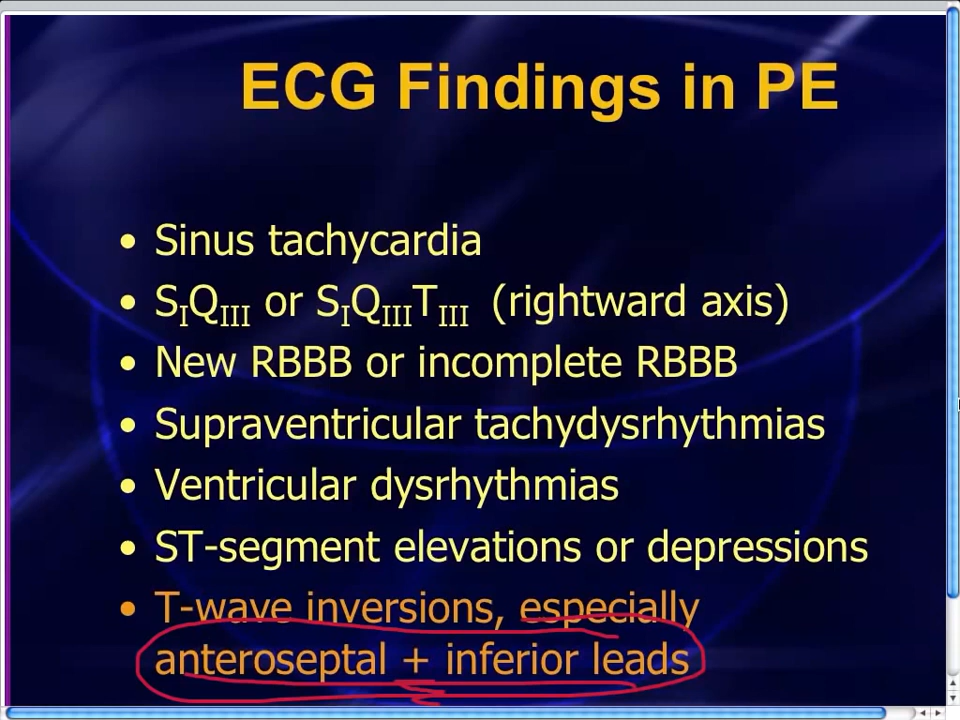 ECG Findings in PE
• Sinus tachycardia
• SIQIII or SIQIIITIII (rightward axis)
• New RBBB or incomplete RBBB
• Supraventricular tachydysrhythmias
• Ventricular dysrhythmias
• ST-segment elevations or depressions
• T-wave inversions, especially
anteroseptal + inferior leads